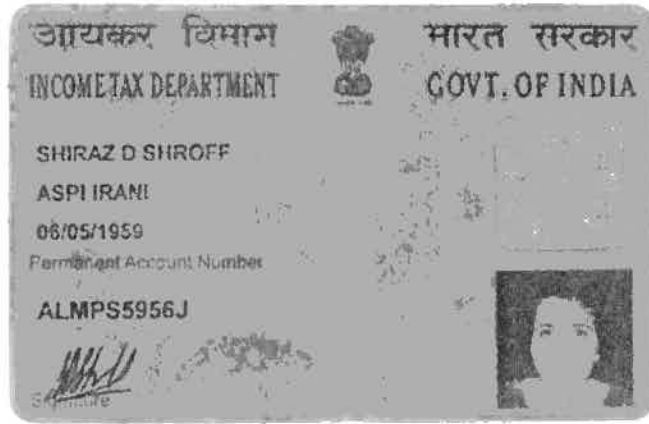 आयकर विभाग
भारत सरकार
INCOME TAX DEPARTMENT
GOVT. OF INDIA
SHIRAZ D SHROFF
ASPI IRANI
06/05/1959
Permanent Account Number
ALMPS5956J
Signature